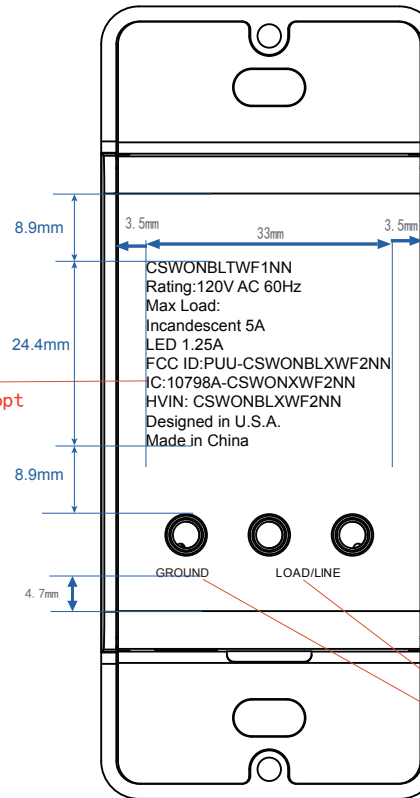 3.5mm
33mm
3.5mm
8.9mm
CSWONBLTWF1NN
Rating:120V AC 60Hz
Max Load:
Incandescent 5A
LED 1.25A
FCC ID:PUU-CSWONBLXWF2NN
IC:10798A-CSWONXWF2NN
HVIN: CSWONBLXWF2NN
Designed in U.S.A.
Made in China
24.4mm
opt
8.9mm
GROUND
LOAD/LINE
4.7mm